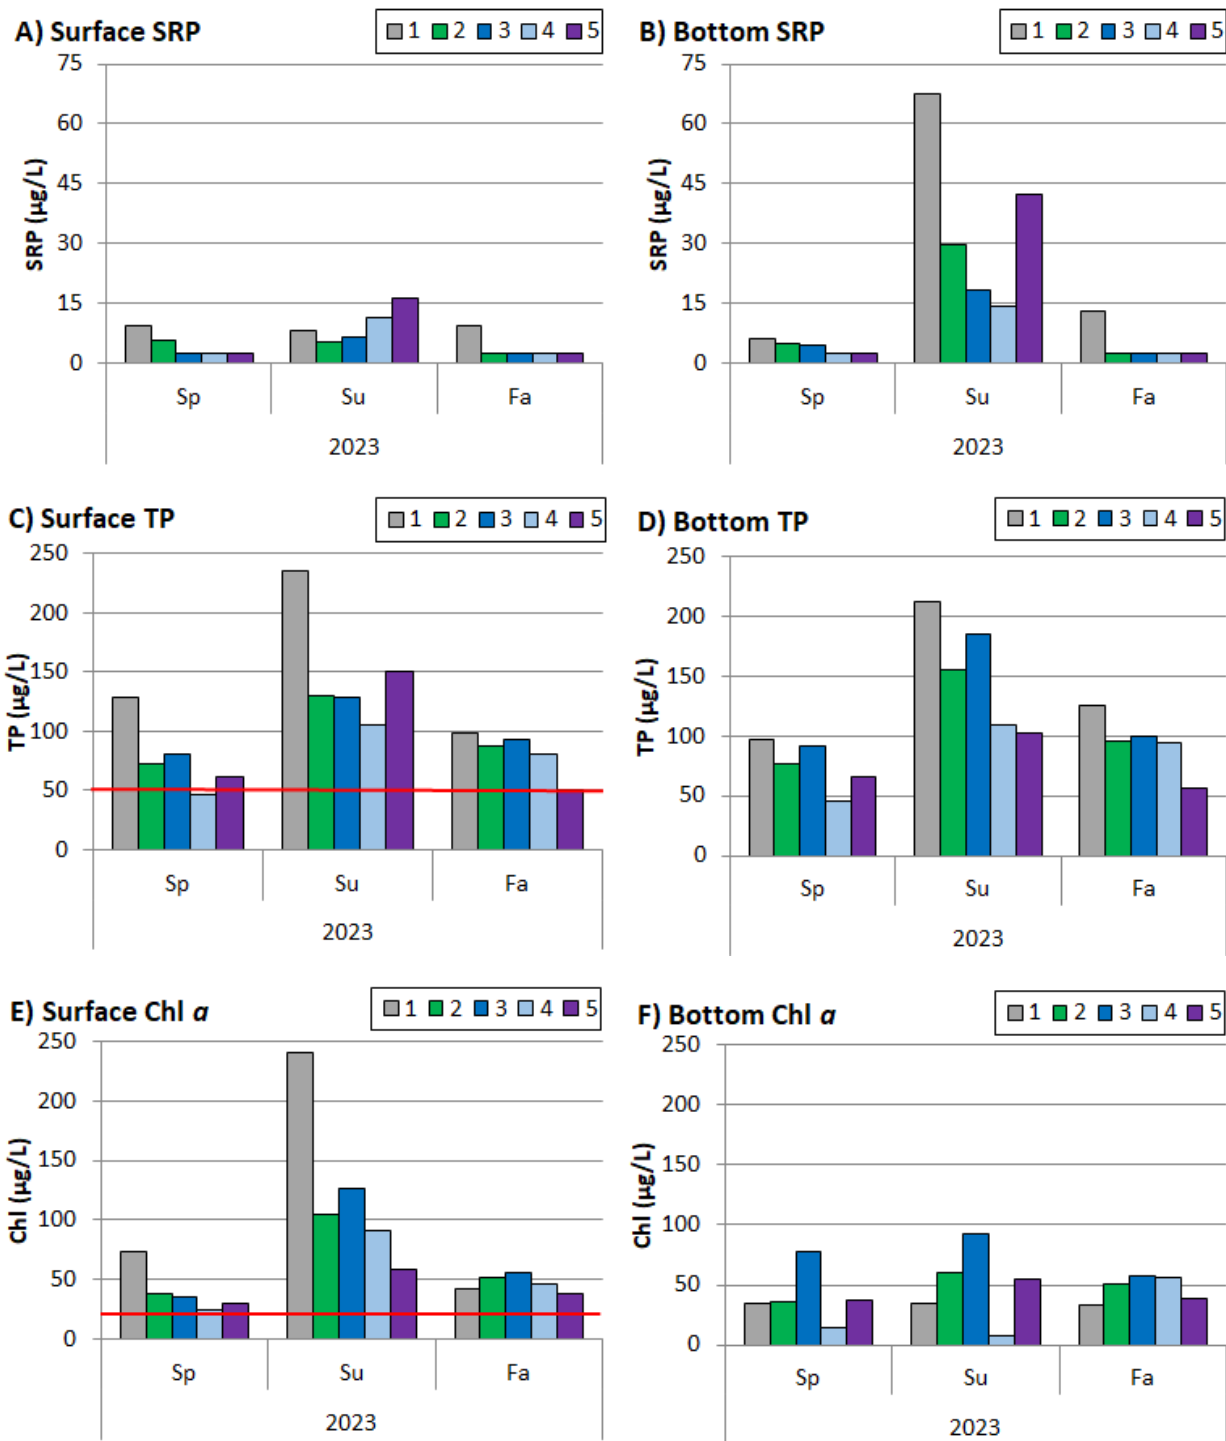 A) Surface SRP
1 2 3 4 5
75
60
45
30
15
0
SRP (µg/L)
Sp Su Fa
2023
B) Bottom SRP
1 2 3 4 5
75
60
45
30
15
0
SRP (µg/L)
Sp Su Fa
2023
C) Surface TP
1 2 3 4 5
250
200
150
100
50
0
TP (µg/L)
Sp Su Fa
2023
D) Bottom TP
1 2 3 4 5
250
200
150
100
50
0
TP (µg/L)
Sp Su Fa
2023
E) Surface Chl a
1 2 3 4 5
250
200
150
100
50
0
Chl (µg/L)
Sp Su Fa
2023
F) Bottom Chl a
1 2 3 4 5
250
200
150
100
50
0
Chl (µg/L)
Sp Su Fa
2023